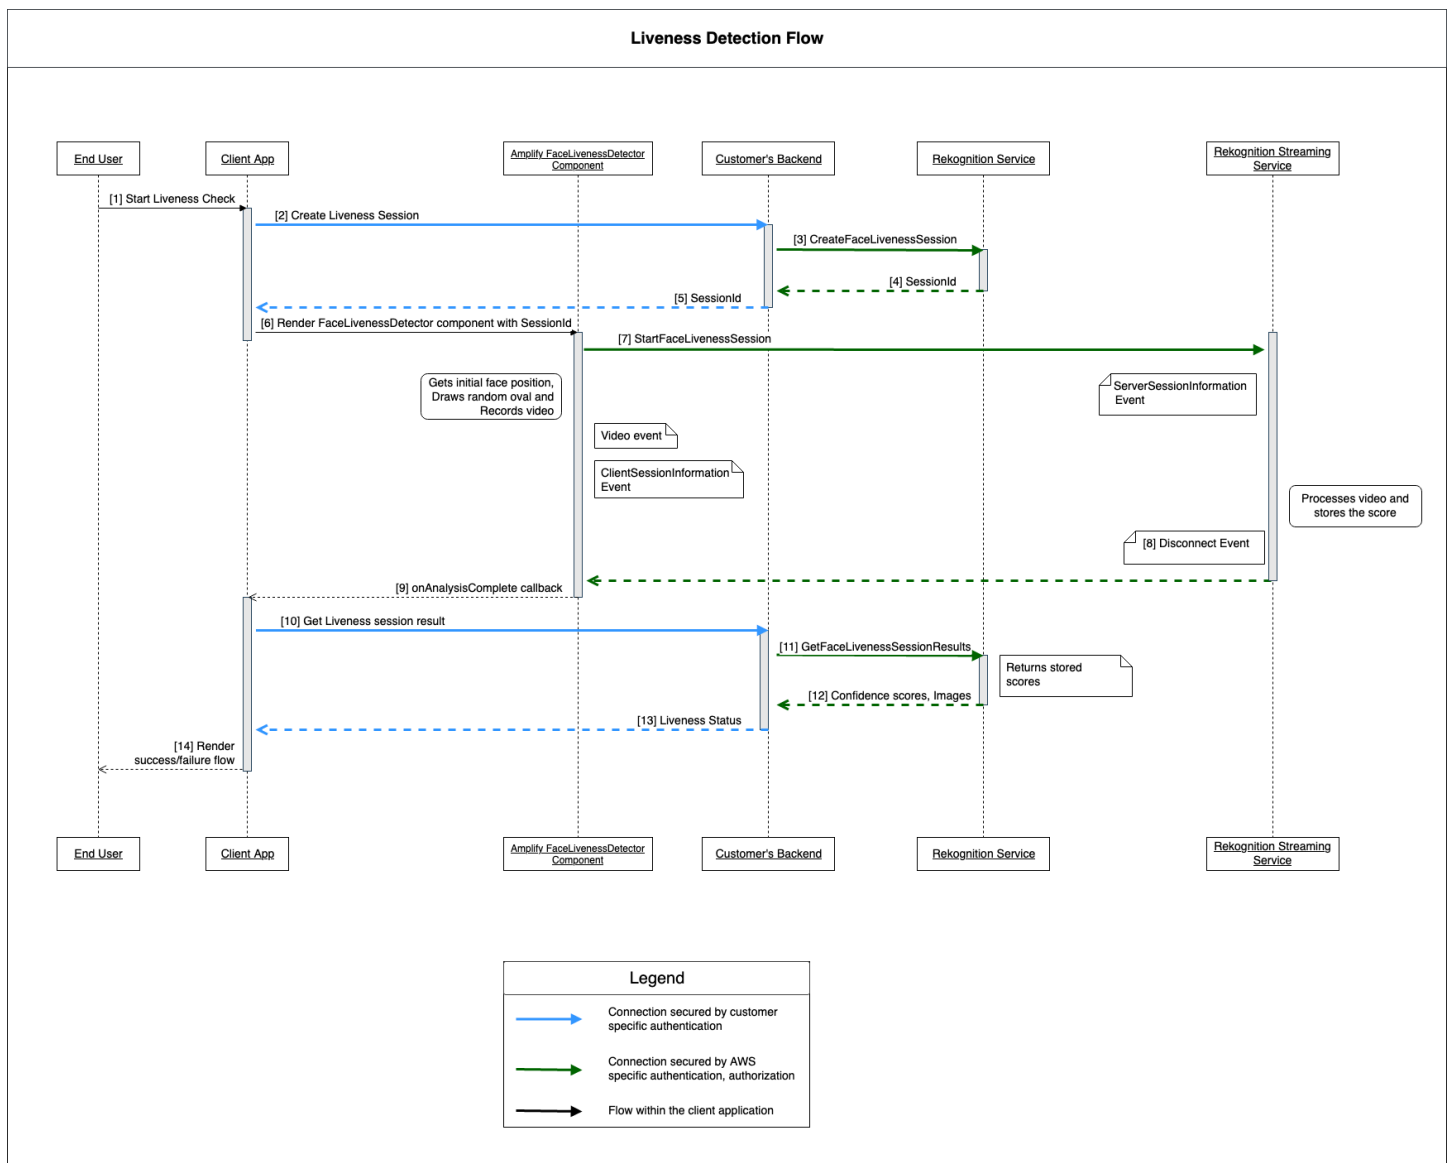 Liveness Detection Flow
End User
Client App
Amplify FaceLivenessDetector
Component
Customer's Backend
Rekognition Service
Rekognition Streaming
Service
[1] Start Liveness Check
[2] Create Liveness Session
[3] CreateFaceLivenessSession
[4] SessionId
[5] SessionId
[6] Render FaceLivenessDetector component with SessionId
[7] StartFaceLivenessSession
Gets initial face position,
Draws random oval and
Records video
ServerSessionInformation
Event
Video event
ClientSessionInformation
Event
Processes video and
stores the score
[8] Disconnect Event
[9] onAnalysisComplete callback
[10] Get Liveness session result
[11] GetFaceLivenessSessionResults
Returns stored
scores
[12] Confidence scores, Images
[13] Liveness Status
[14] Render
success/failure flow
End User
Client App
Amplify FaceLivenessDetector
Component
Customer's Backend
Rekognition Service
Rekognition Streaming
Service
Legend
Connection secured by customer
specific authentication
Connection secured by AWS
specific authentication, authorization
Flow within the client application